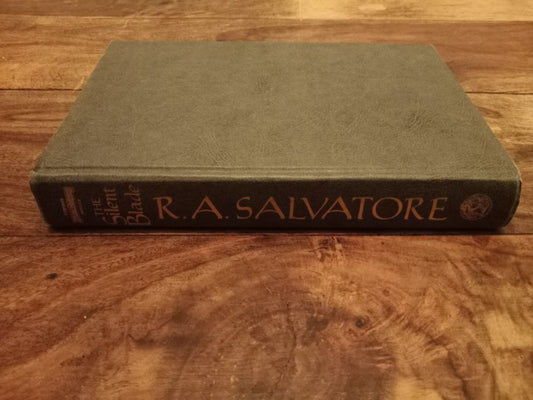 THE
Silent
Blade
R. A. SALVATORE